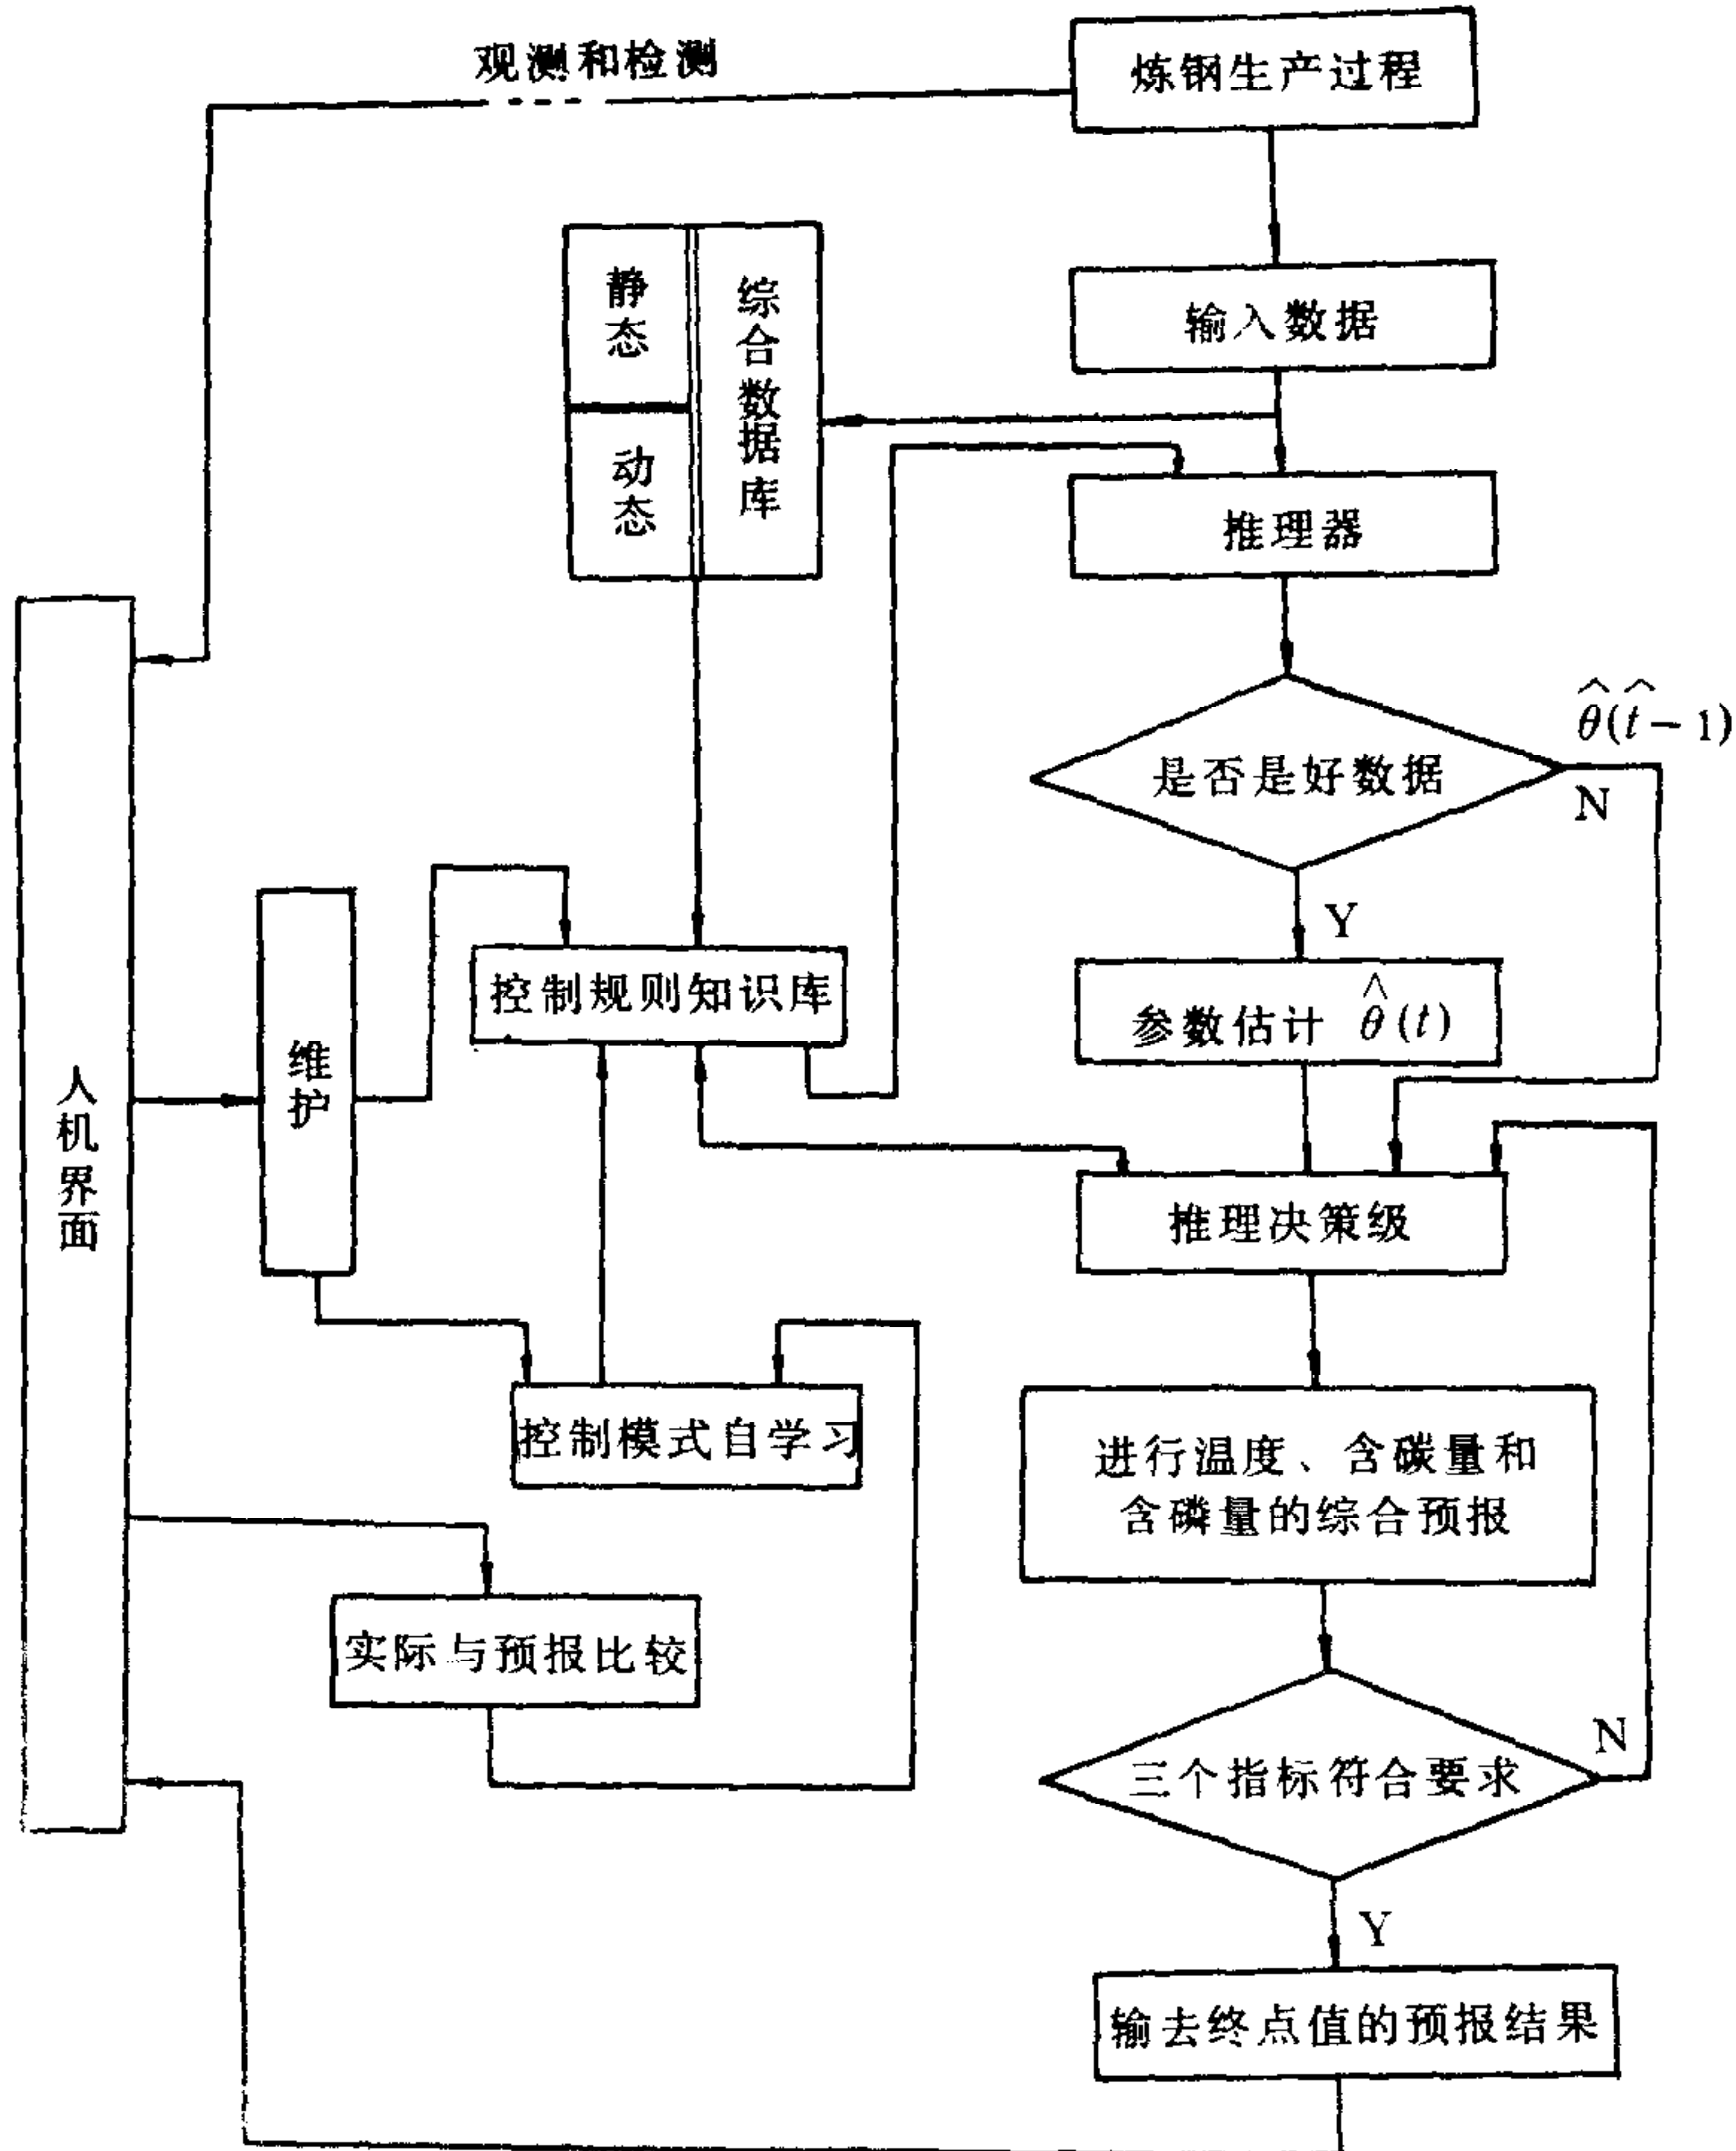 观测和检测
炼钢生产过程
输入数据
静态
动态
综合数据库
推理器
是否是好数据
θ̂(t̂-1)
N
Y
参数估计 θ̂(t)
控制规则知识库
维护
人机界面
推理决策级
控制模式自学习
进行温度、含碳量和
含磷量的综合预报
实际与预报比较
三个指标符合要求
N
Y
输去终点值的预报结果